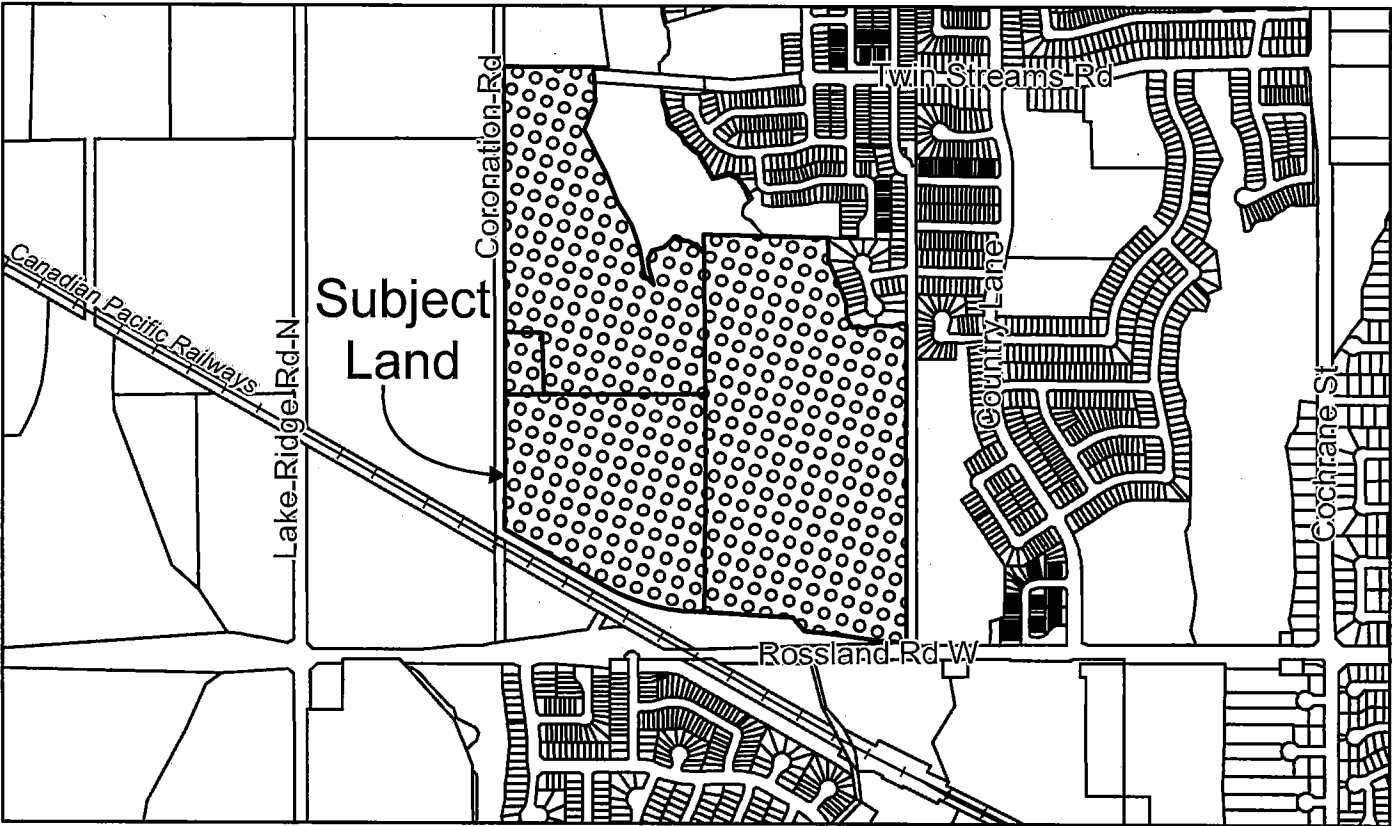 Twin Streams Rd
Coronation Rd
Canadian Pacific Railways
Subject
Land
Lake Ridge Rd N
Country Lane
Cochrane St
Rossland Rd W